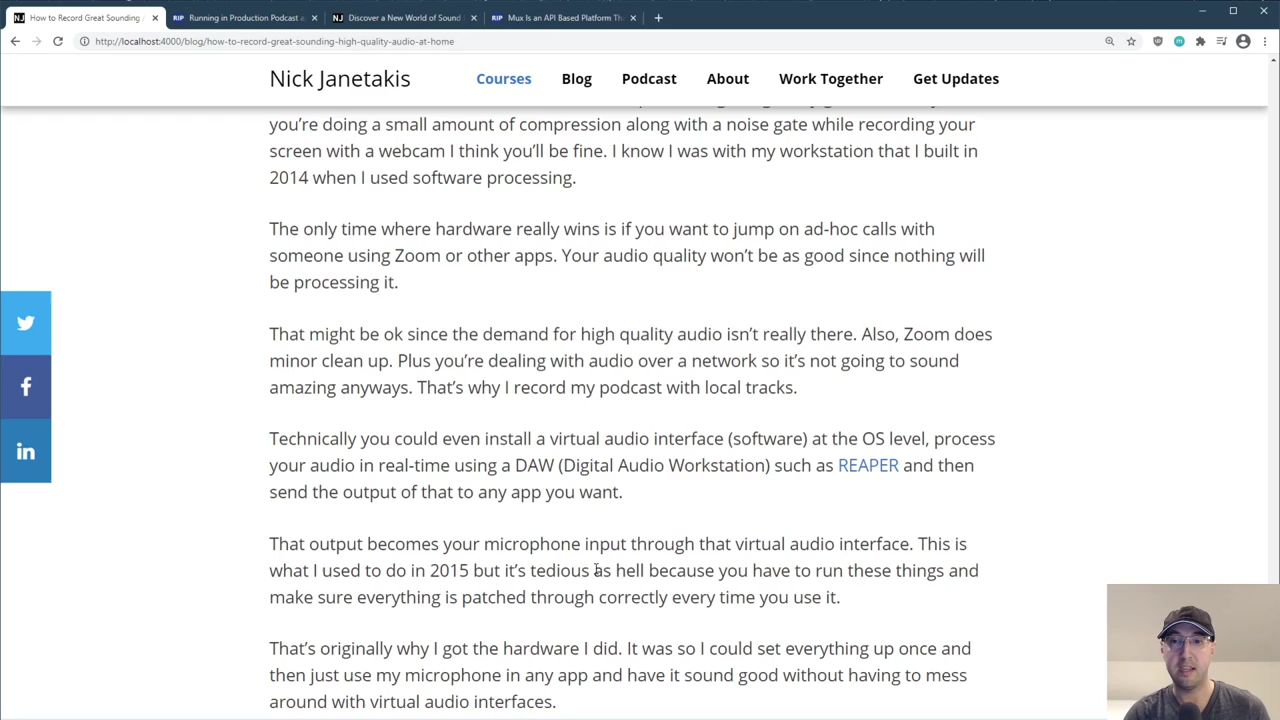 How to Record Great Sounding
Running in Production Podcast a
Discover a New World of Sound
Mux Is an API Based Platform Th
http://localhost:4000/blog/how-to-record-great-sounding-high-quality-audio-at-home
Nick Janetakis
Courses
Blog
Podcast
About
Work Together
Get Updates
you're doing a small amount of compression along with a noise gate while recording your
screen with a webcam I think you'll be fine. I know I was with my workstation that I built in
2014 when I used software processing.
The only time where hardware really wins is if you want to jump on ad-hoc calls with
someone using Zoom or other apps. Your audio quality won't be as good since nothing will
be processing it.
That might be ok since the demand for high quality audio isn't really there. Also, Zoom does
minor clean up. Plus you're dealing with audio over a network so it's not going to sound
amazing anyways. That's why I record my podcast with local tracks.
Technically you could even install a virtual audio interface (software) at the OS level, process
your audio in real-time using a DAW (Digital Audio Workstation) such as REAPER and then
send the output of that to any app you want.
That output becomes your microphone input through that virtual audio interface. This is
what I used to do in 2015 but it's tedious as hell because you have to run these things and
make sure everything is patched through correctly every time you use it.
That's originally why I got the hardware I did. It was so I could set everything up once and
then just use my microphone in any app and have it sound good without having to mess
around with virtual audio interfaces.